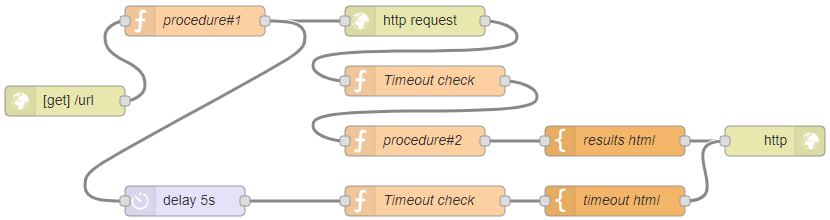 procedure#1
http request
Timeout check
[get] /url
procedure#2
results html
http
delay 5s
Timeout check
timeout html